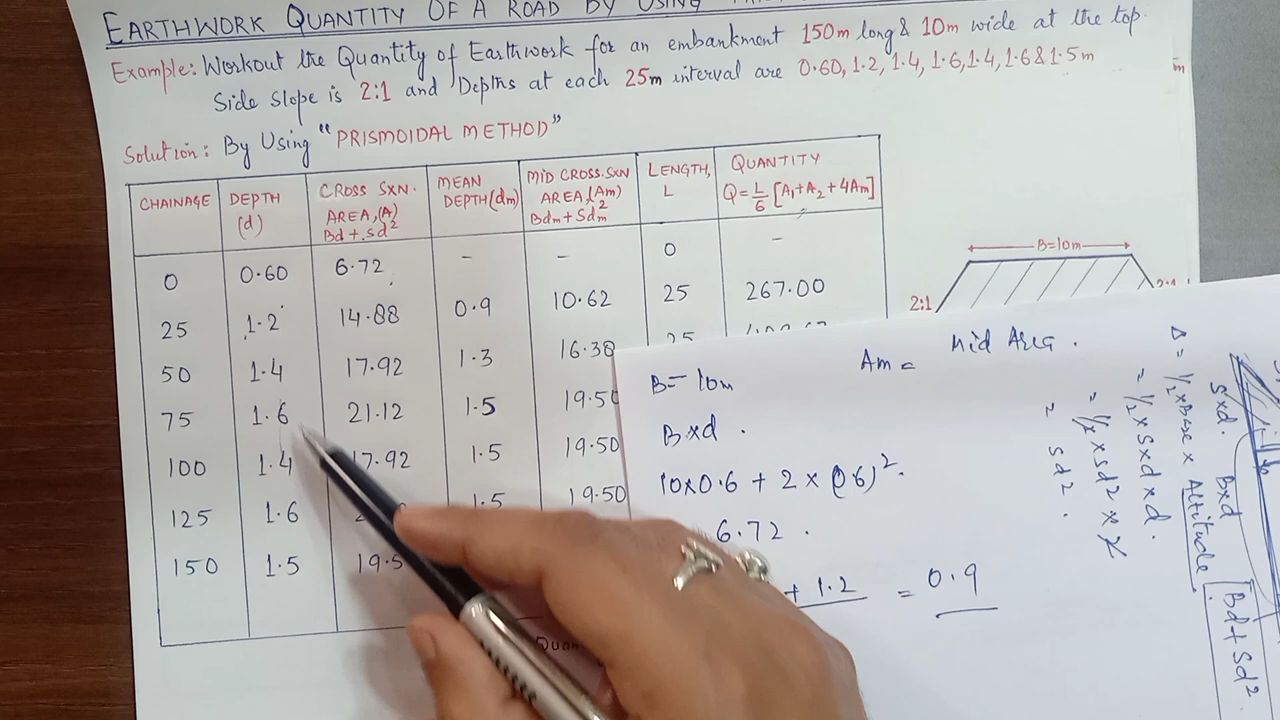 EARTHWORK QUANTITY OF A ROAD BY USING
Example: Workout the Quantity of Earthwork for an embankment 150m long & 10m wide at the top.
Side Slope is 2:1 and Depths at each 25m interval are 0.60, 1.2, 1.4, 1.6, 1.4, 1.6 & 1.5m
m
Solution: By Using "PRISMOIDAL METHOD"
CHAINAGE DEPTH (d) CROSS SXN. AREA, (A) Bd + sd² MEAN DEPTH (dm) MID CROSS. SXN AREA, (Am) Bdm + Sdm² LENGTH, L QUANTITY Q = L/6 [A1 + A2 + 4Am]
0 0.60 6.72 - - 0 -
25 1.2 14.88 0.9 10.62 25 267.00
50 1.4 17.92 1.3 16.38 25
75 1.6 21.12 1.5 19.50
100 1.4 17.92 1.5 19.50
125 1.6 1.5 19.50
150 1.5 19.5
Quan
B=10m
2:1
B = 10m
B×d.
10×0.6 + 2 × (0.6)².
6.72.
+ 1.2 = 0.9
Am =
Mid Area.
Δ = 1/2 × Base × Altitude
= 1/2 × S×d × d.
= 1/2 × Sd² × 2
= Sd².
S×d.
B×d
Bd + Sd²